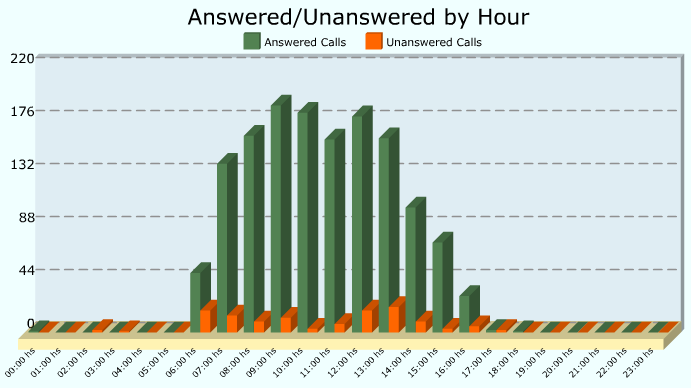 Answered/Unanswered by Hour
Answered Calls Unanswered Calls
220
176
132
88
44
0
00:00 hs 01:00 hs 02:00 hs 03:00 hs 04:00 hs 05:00 hs 06:00 hs 07:00 hs 08:00 hs 09:00 hs 10:00 hs 11:00 hs 12:00 hs 13:00 hs 14:00 hs 15:00 hs 16:00 hs 17:00 hs 18:00 hs 19:00 hs 20:00 hs 21:00 hs 22:00 hs 23:00 hs